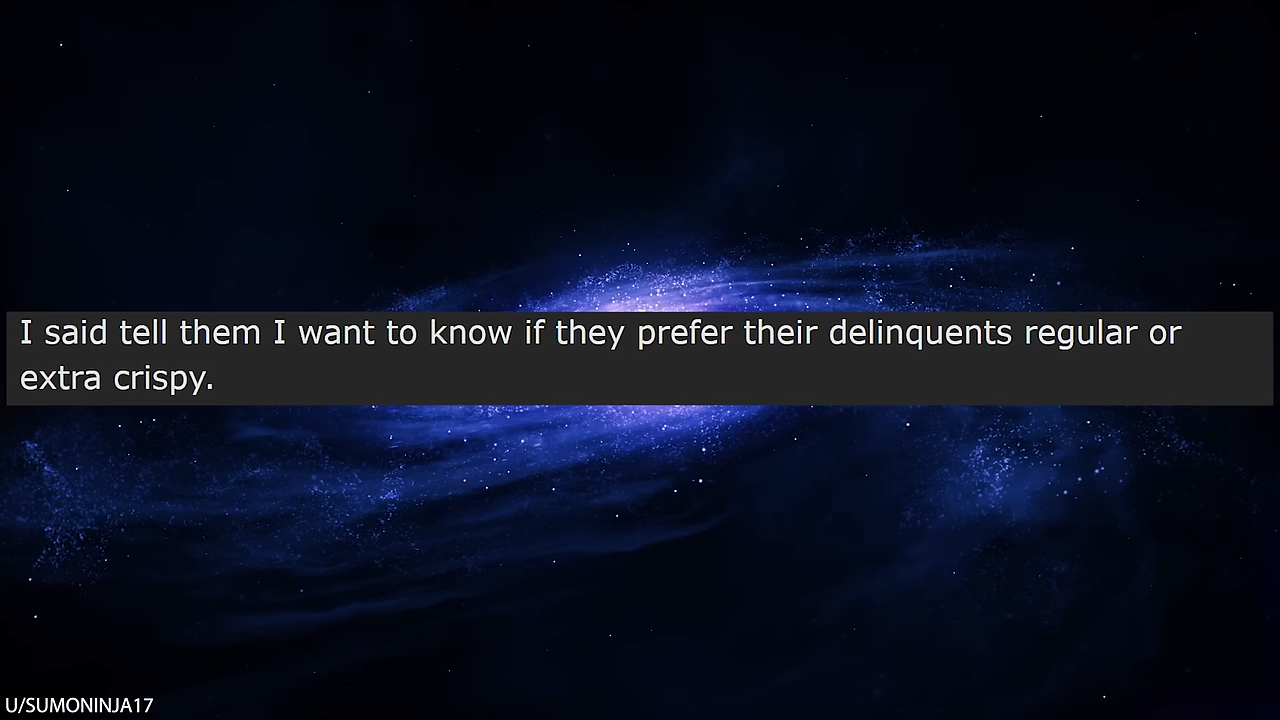 I said tell them I want to know if they prefer their delinquents regular or
extra crispy.
U/SUMONINJA17